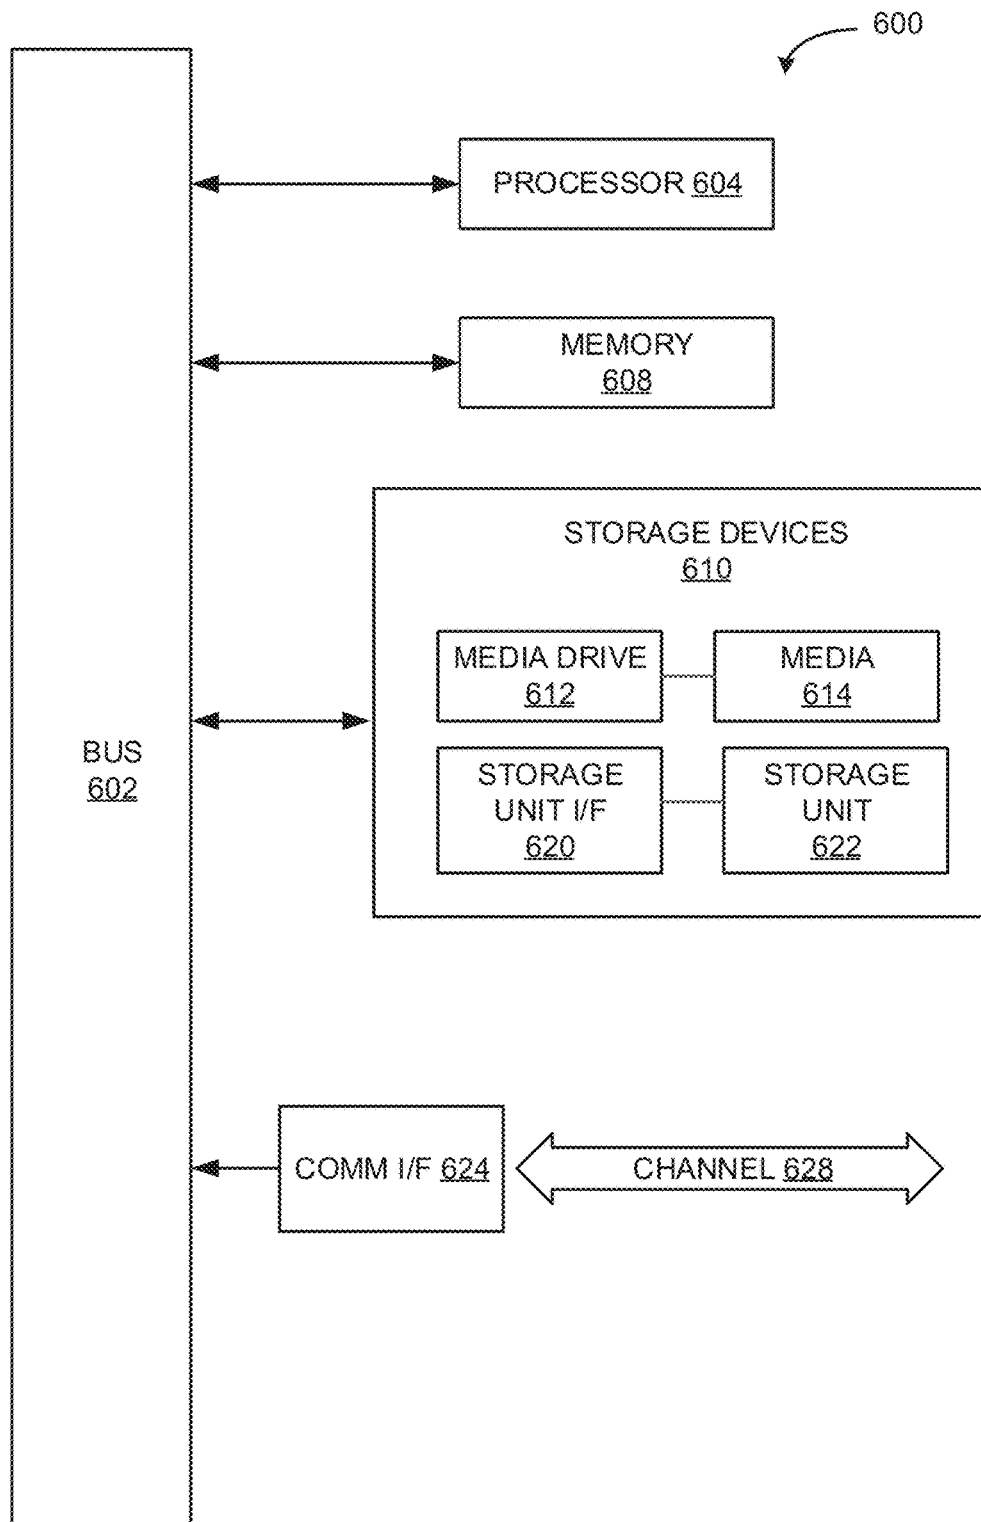 600
PROCESSOR 604
MEMORY
608
STORAGE DEVICES
610
MEDIA DRIVE
612
MEDIA
614
BUS
602
STORAGE
UNIT I/F
620
STORAGE
UNIT
622
COMM I/F 624
CHANNEL 628